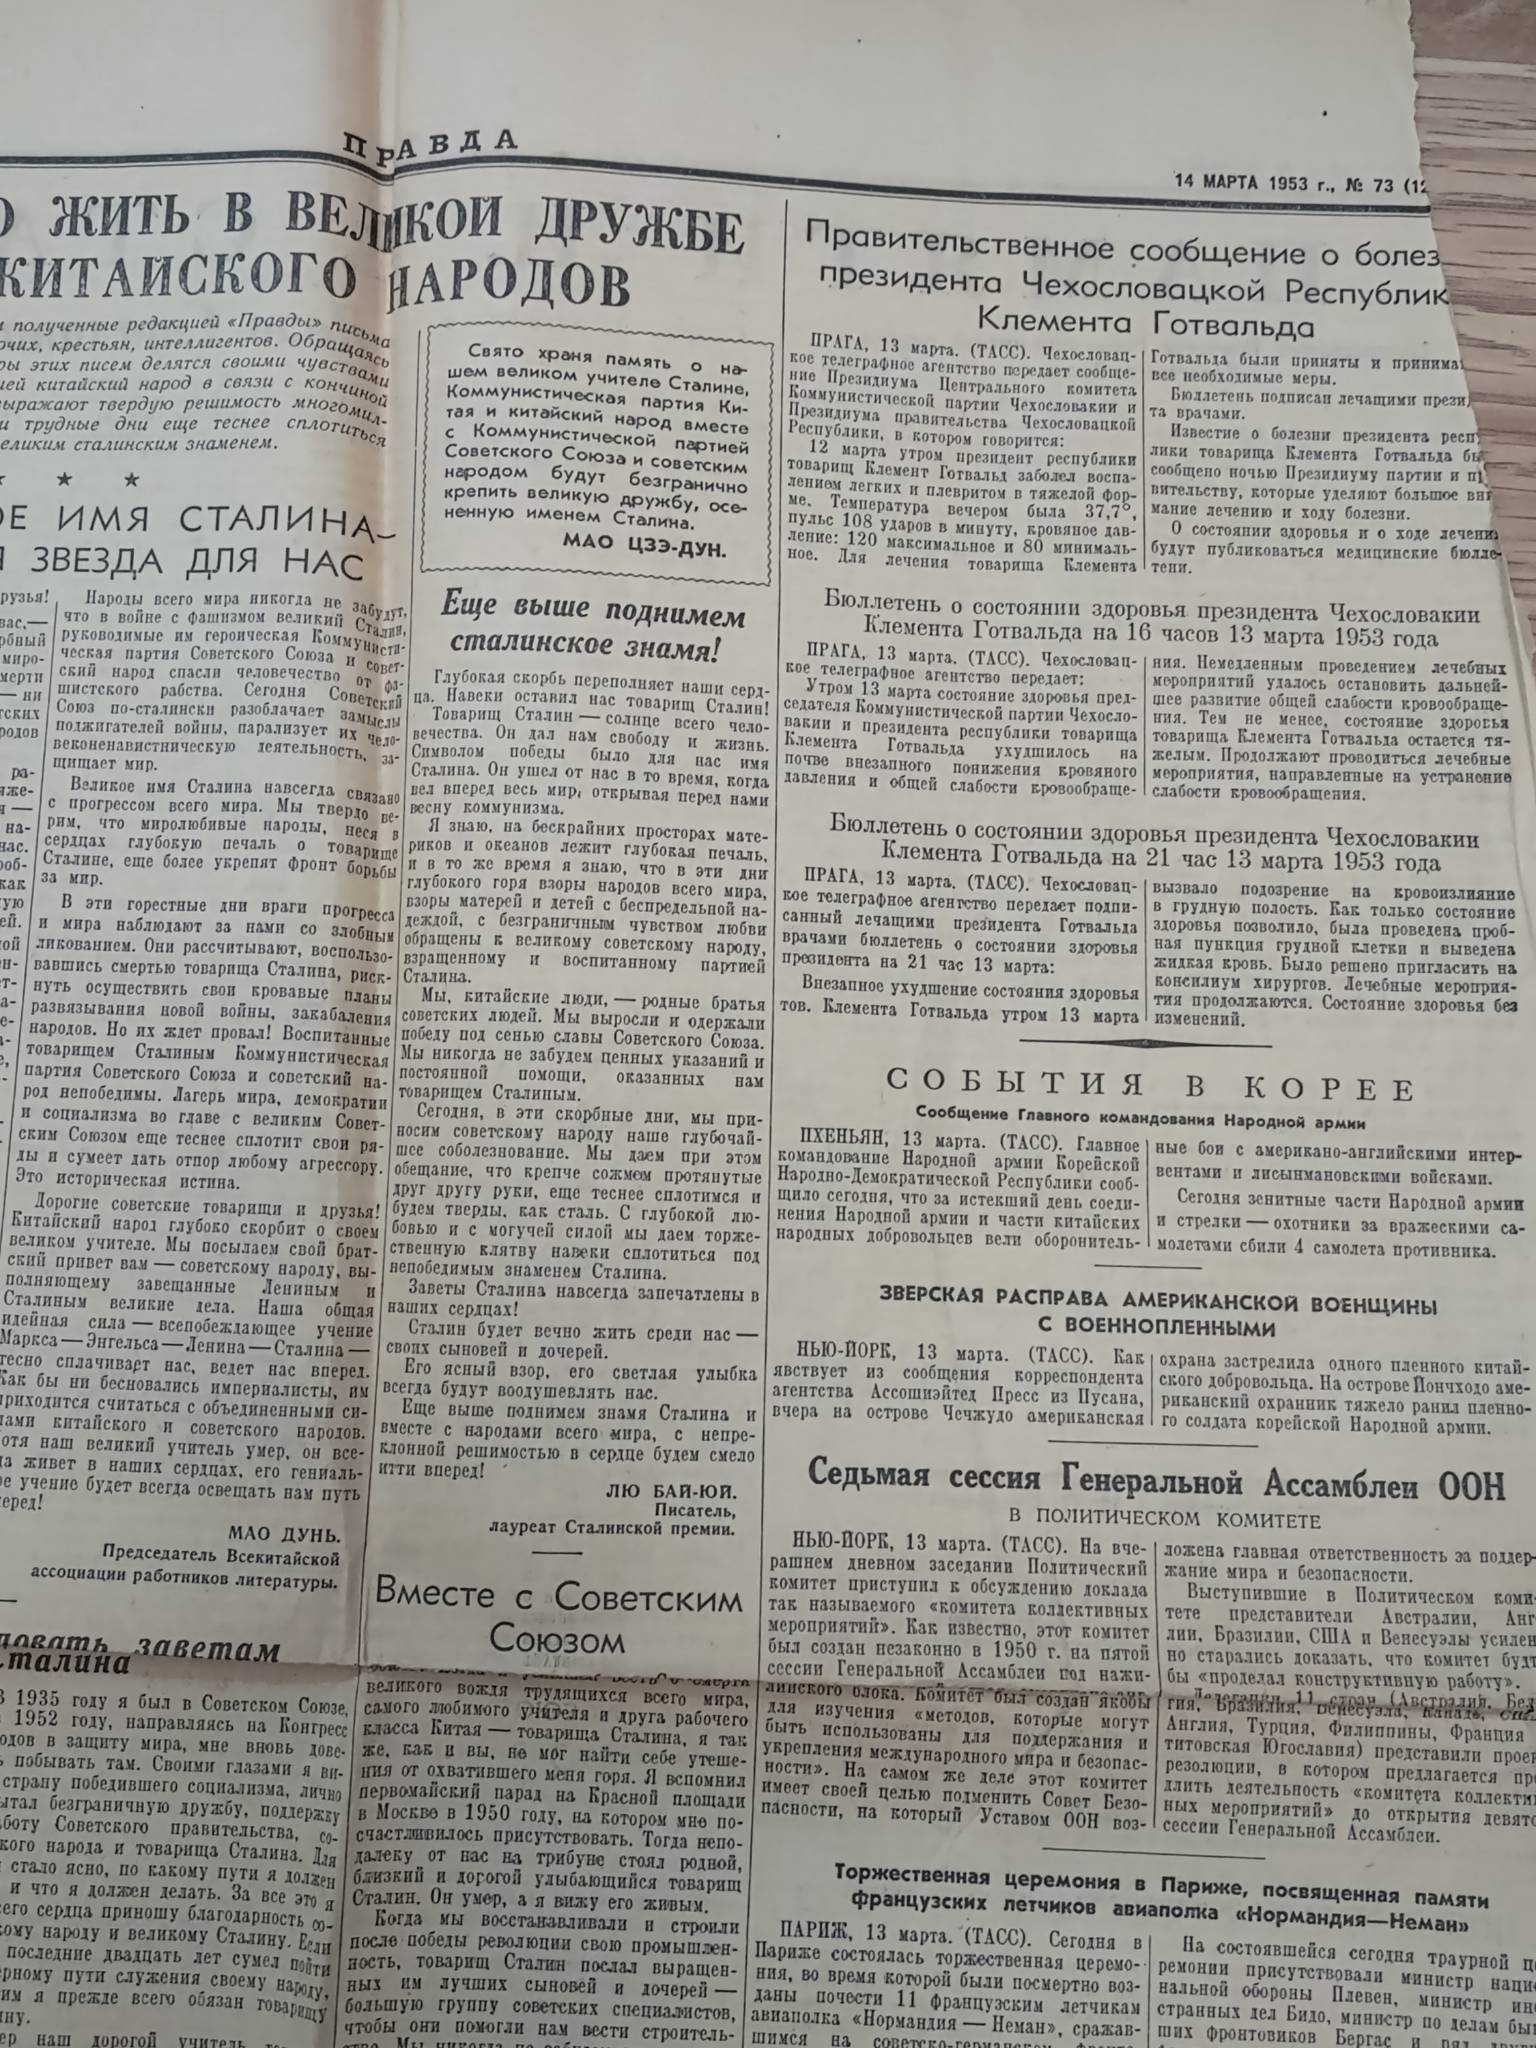 ПРАВДА
14 МАРТА 1953 г., № 73
ЖИТЬ В ВЕЛИКОЙ ДРУЖБЕ
КИТАЙСКОГО НАРОДОВ
полученные редакцией «Правды» письма
крестьян, интеллигентов. Обращаясь
этих писем делятся своими чувствами
китайский народ в связи с кончиной
выражают твердую решимость многомил-
и трудные дни еще теснее сплотиться
великим сталинским знаменем.
ИМЯ СТАЛИНА—
ЗВЕЗДА ДЛЯ НАС
Народы всего мира никогда не забудут,
что в войне с фашизмом великий Сталин,
руководимые им героическая Коммунисти-
ческая партия Советского Союза и совет-
ский народ спасли человечество от фа-
шистского рабства. Сегодня Советский
Союз по-сталински разоблачает замыслы
поджигателей войны, парализует их чело-
веконенавистническую деятельность, за-
щищает мир.
Великое имя Сталина навсегда связано
с прогрессом всего мира. Мы твердо ве-
рим, что миролюбивые народы, неся в
сердцах глубокую печаль о товарище
Сталине, еще более укрепят фронт борьбы
за мир.
В эти горестные дни враги прогресса
и мира наблюдают за нами со злобным
ликованием. Они рассчитывают, воспользо-
вавшись смертью товарища Сталина, риск-
нуть осуществить свои кровавые планы
развязывания новой войны, закабаления
народов. Но их ждет провал! Воспитанные
товарищем Сталиным Коммунистическая
партия Советского Союза и советский на-
род непобедимы. Лагерь мира, демократии
и социализма во главе с великим Совет-
ским Союзом еще теснее сплотит свои ря-
ды и сумеет дать отпор любому агрессору.
Это историческая истина.
Дорогие советские товарищи и друзья!
Китайский народ глубоко скорбит о своем
великом учителе. Мы посылаем свой брат-
ский привет вам — советскому народу, вы-
полняющему завещанные Лениным и
Сталиным великие дела. Наша общая
идейная сила — всепобеждающее учение
Маркса — Энгельса — Ленина — Сталина —
тесно сплачивает нас, ведет нас вперед.
Как бы ни бесновались империалисты, им
приходится считаться с объединенными си-
лами китайского и советского народов.
Хотя наш великий учитель умер, он все-
живет в наших сердцах, его гениаль-
учение будет всегда освещать нам путь
МАО ДУНЬ.
Председатель Всекитайской
ассоциации работников литературы.
заветам
Сталина
В 1935 году я был в Советском Союзе,
1952 году, направляясь на Конгресс
в защиту мира, мне вновь дове-
побывать там. Своими глазами я ви-
страну победившего социализма, лично
безграничную дружбу, поддержку
Советского правительства, со-
народа и товарища Сталина. Для
стало ясно, по какому пути я должен
и что я должен делать. За все это я
сердца приношу благодарность со-
народу и великому Сталину. Если
последние двадцать лет сумел пойти
пути служения своему народу,
я прежде всего обязан товарищу
наш дорогой учитель
Свято храня память о на-
шем великом учителе Сталине,
Коммунистическая партия Ки-
тая и китайский народ вместе
с Коммунистической партией
Советского Союза и советским
народом будут безгранично
крепить великую дружбу, осе-
ненную именем Сталина.
МАО ЦЗЭ-ДУН.
Еще выше поднимем
сталинское знамя!
Глубокая скорбь переполняет наши серд-
ца. Навеки оставил нас товарищ Сталин!
Товарищ Сталин — солнце всего чело-
вечества. Он дал нам свободу и жизнь.
Символом победы было для нас имя
Сталина. Он ушел от нас в то время, когда
вел вперед весь мир, открывая перед нами
весну коммунизма.
Я знаю, на бескрайних просторах мате-
риков и океанов лежит глубокая печаль,
и в то же время я знаю, что в эти дни
глубокого горя взоры народов всего мира,
взоры матерей и детей с беспредельной на-
деждой, с безграничным чувством любви
обращены к великому советскому народу,
взращенному и воспитанному партией
Сталина.
Мы, китайские люди, — родные братья
советских людей. Мы выросли и одержали
победу под сенью славы Советского Союза.
Мы никогда не забудем ценных указаний и
постоянной помощи, оказанных нам
товарищем Сталиным.
Сегодня, в эти скорбные дни, мы при-
носим советскому народу наше глубочай-
шее соболезнование. Мы даем при этом
обещание, что крепче сожмем протянутые
друг другу руки, еще теснее сплотимся и
будем тверды, как сталь. С глубокой лю-
бовью и с могучей силой мы даем торже-
ственную клятву навеки сплотиться под
непобедимым знаменем Сталина.
Заветы Сталина навсегда запечатлены в
наших сердцах!
Сталин будет вечно жить среди нас —
своих сыновей и дочерей.
Его ясный взор, его светлая улыбка
всегда будут воодушевлять нас.
Еще выше поднимем знамя Сталина и
вместе с народами всего мира, с непре-
клонной решимостью в сердце будем смело
итти вперед!
ЛЮ БАЙ-ЮЙ.
Писатель,
лауреат Сталинской премии.
Вместе с Советским
Союзом
великого вождя трудящихся всего мира,
самого любимого учителя и друга рабочего
класса Китая — товарища Сталина, я так
же, как и вы, не мог найти себе утеше-
ния от охватившего меня горя. Я вспомнил
первомайский парад на Красной площади
в Москве в 1950 году, на котором мне по-
счастливилось присутствовать. Тогда непо-
далеку от нас на трибуне стоял родной,
близкий и дорогой улыбающийся товарищ
Сталин. Он умер, а я вижу его живым.
Когда мы восстанавливали и строили
после победы революции свою промышлен-
ность, товарищ Сталин послал выращен-
ных им лучших сыновей и дочерей —
большую группу советских специалистов,
чтобы они помогли нам вести строитель-
Правительственное сообщение о
президента Чехословацкой
Клемента Готвальда
ПРАГА, 13 марта. (ТАСС). Чехословац-
кое телеграфное агентство передает сообще-
ние Президиума Центрального комитета
Коммунистической партии Чехословакии и
Президиума правительства Чехословацкой
Республики, в котором говорится:
12 марта утром президент республики
товарищ Клемент Готвальд заболел воспа-
лением легких и плевритом в тяжелой фор-
ме. Температура вечером была 37,7°,
пульс 108 ударов в минуту, кровяное дав-
ление: 120 максимальное и 80 минималь-
ное. Для лечения товарища Клемента
Готвальда были приняты и
все необходимые меры.
Бюллетень подписан лечащими
та врачами.
Известие о болезни президента
лики товарища Клемента Готвальда
сообщено ночью Президиуму партии и
вительству, которые уделяют большое
мание лечению и ходу болезни.
О состоянии здоровья и о ходе
будут публиковаться медицинские бюлле-
тени.
Бюллетень о состоянии здоровья президента Чехословакии
Клемента Готвальда на 16 часов 13 марта 1953 года
ПРАГА, 13 марта. (ТАСС). Чехословац-
кое телеграфное агентство передает:
Утром 13 марта состояние здоровья пред-
седателя Коммунистической партии Чехосло-
вакии и президента республики товарища
Клемента Готвальда ухудшилось на
почве внезапного понижения кровяного
давления и общей слабости кровообраще-
ния. Немедленным проведением лечебных
мероприятий удалось остановить дальней-
шее развитие общей слабости кровообраще-
ния. Тем не менее, состояние здоровья
товарища Клемента Готвальда остается тя-
желым. Продолжают проводиться лечебные
мероприятия, направленные на устранение
слабости кровообращения.
Бюллетень о состоянии здоровья президента Чехословакии
Клемента Готвальда на 21 час 13 марта 1953 года
ПРАГА, 13 марта. (ТАСС). Чехословац-
кое телеграфное агентство передает подпи-
санный лечащими президента Готвальда
врачами бюллетень о состоянии здоровья
президента на 21 час 13 марта:
Внезапное ухудшение состояния здоровья
тов. Клемента Готвальда утром 13 марта
вызвало подозрение на кровоизлияние
в грудную полость. Как только состояние
здоровья позволило, была проведена проб-
ная пункция грудной клетки и выведена
жидкая кровь. Было решено пригласить на
консилиум хирургов. Лечебные мероприя-
тия продолжаются. Состояние здоровья без
изменений.
СОБЫТИЯ В КОРЕЕ
Сообщение Главного командования Народной армии
ПХЕНЬЯН, 13 марта. (ТАСС). Главное
командование Народной армии Корейской
Народно-Демократической Республики сооб-
щило сегодня, что за истекший день соеди-
нения Народной армии и части китайских
народных добровольцев вели оборонитель-
ные бои с американо-английскими интер-
вентами и лисынмановскими войсками.
Сегодня зенитные части Народной армии
и стрелки — охотники за вражескими са-
молетами сбили 4 самолета противника.
ЗВЕРСКАЯ РАСПРАВА АМЕРИКАНСКОЙ ВОЕНЩИНЫ
С ВОЕННОПЛЕННЫМИ
НЬЮ-ЙОРК, 13 марта. (ТАСС). Как
явствует из сообщения корреспондента
агентства Ассошиэйтед Пресс из Пусана,
вчера на острове Чечжудо американская
охрана застрелила одного пленного китай-
ского добровольца. На острове Йончходо аме-
риканский охранник тяжело ранил пленно-
го солдата корейской Народной армии.
Седьмая сессия Генеральной Ассамблеи ООН
В ПОЛИТИЧЕСКОМ КОМИТЕТЕ
НЬЮ-ЙОРК, 13 марта. (ТАСС). На вче-
рашнем дневном заседании Политический
комитет приступил к обсуждению доклада
так называемого «комитета коллективных
мероприятий». Как известно, этот комитет
был создан незаконно в 1950 г. на пятой
сессии Генеральной Ассамблеи под нажи-
блока. Комитет был создан якобы
для изучения «методов, которые могут
быть использованы для поддержания и
укрепления международного мира и безопас-
ности». На самом же деле этот комитет
имеет своей целью подменить Совет Безо-
пасности, на который Уставом ООН воз-
ложена главная ответственность за поддер-
жание мира и безопасности.
Выступившие в Политическом коми-
тете представители Австралии, Анг-
лии, Бразилии, США и Венесуэлы усилен-
но старались доказать, что комитет будто
бы «проделал конструктивную работу».
11 стран (Австралия,
Бразилия, Венесуэла, Канада, США,
Англия, Турция, Филиппины, Франция
титовская Югославия) представили проект
резолюции, в котором предлагается про-
длить деятельность «комитета
ных мероприятий» до открытия
сессии Генеральной Ассамблеи.
Торжественная церемония в Париже, посвященная памяти
французских летчиков авиаполка «Нормандия—Неман»
ПАРИЖ, 13 марта. (ТАСС). Сегодня в
Париже состоялась торжественная церемо-
ния, во время которой были посмертно воз-
даны почести 11 французским летчикам
авиаполка «Нормандия — Неман», сражав-
шимся на советско-германском
На состоявшейся сегодня траурной
ремонии присутствовали министр
нальной обороны Плевен, министр
странных дел Бидо, министр по делам
ших фронтовиков Бергас и ряд